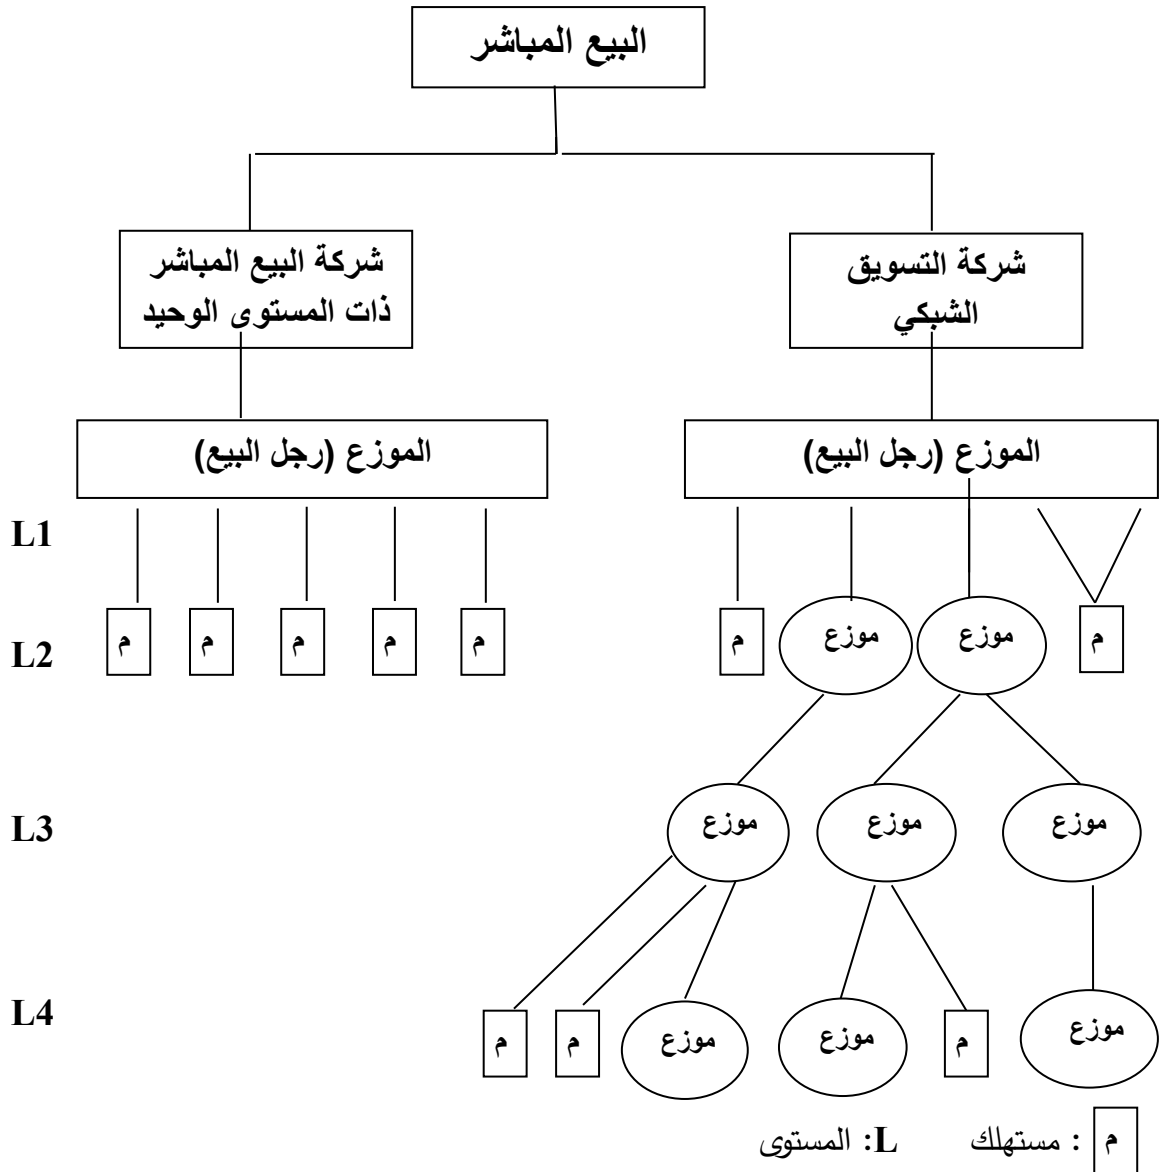 البيع المباشر
شركة التسويق
الشبكي
شركة البيع المباشر
ذات المستوى الوحيد
الموزع (رجل البيع)
الموزع (رجل البيع)
L1
م
موزع
موزع
م
م
م
م
م
م
L2
موزع
موزع
موزع
L3
موزع
م
موزع
موزع
م
م
L4
م : مستهلك L: المستوى